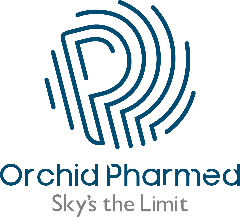 Orchid Pharmed
Sky's the Limit